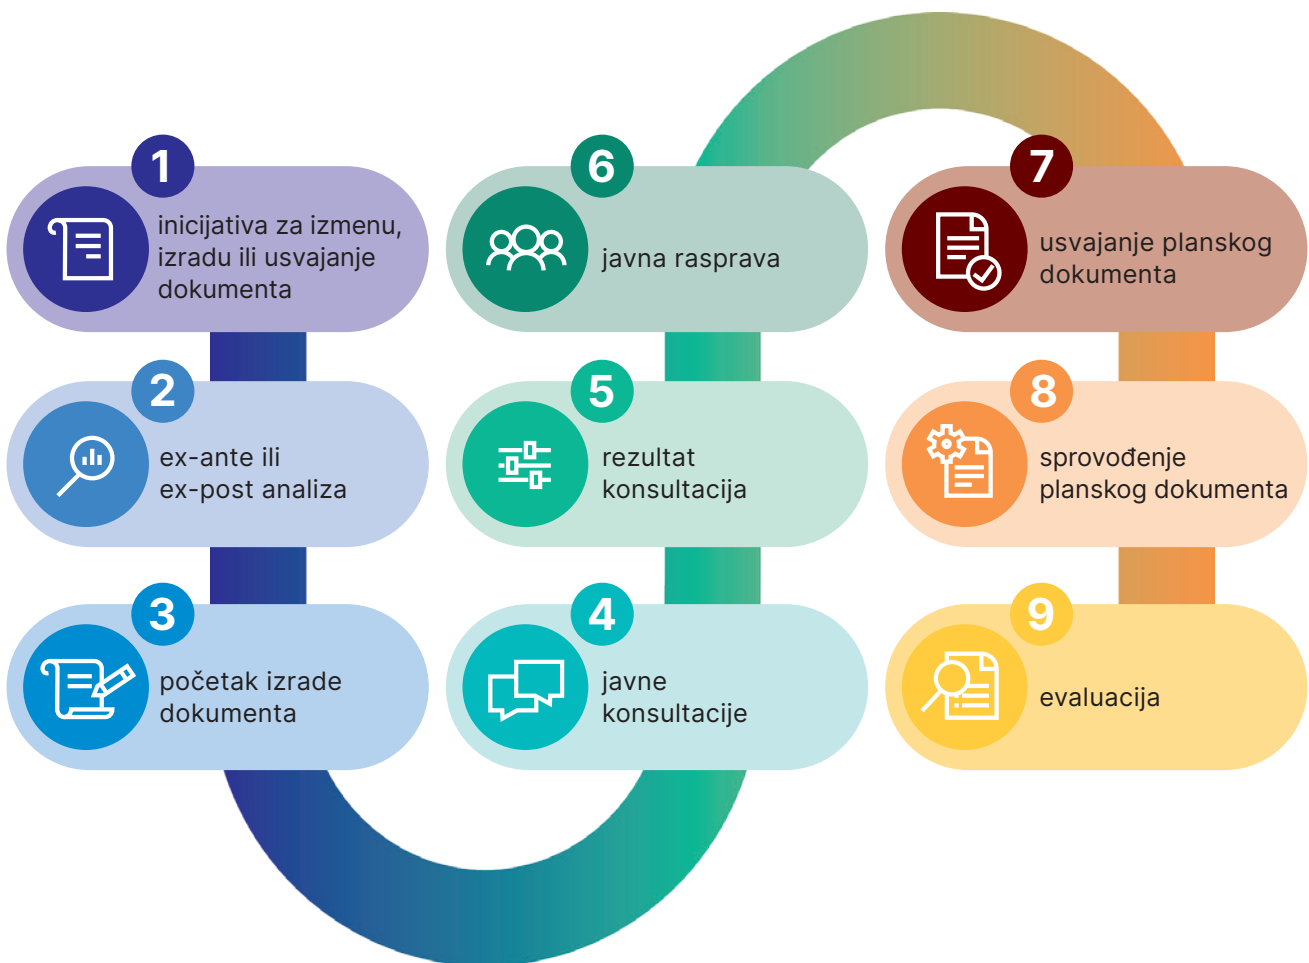 1
inicijativa za izmenu,
izradu ili usvajanje
dokumenta
2
ex-ante ili
ex-post analiza
3
početak izrade
dokumenta
4
javne
konsultacije
5
rezultat
konsultacija
6
javna rasprava
7
usvajanje planskog
dokumenta
8
sprovođenje
planskog dokumenta
9
evaluacija